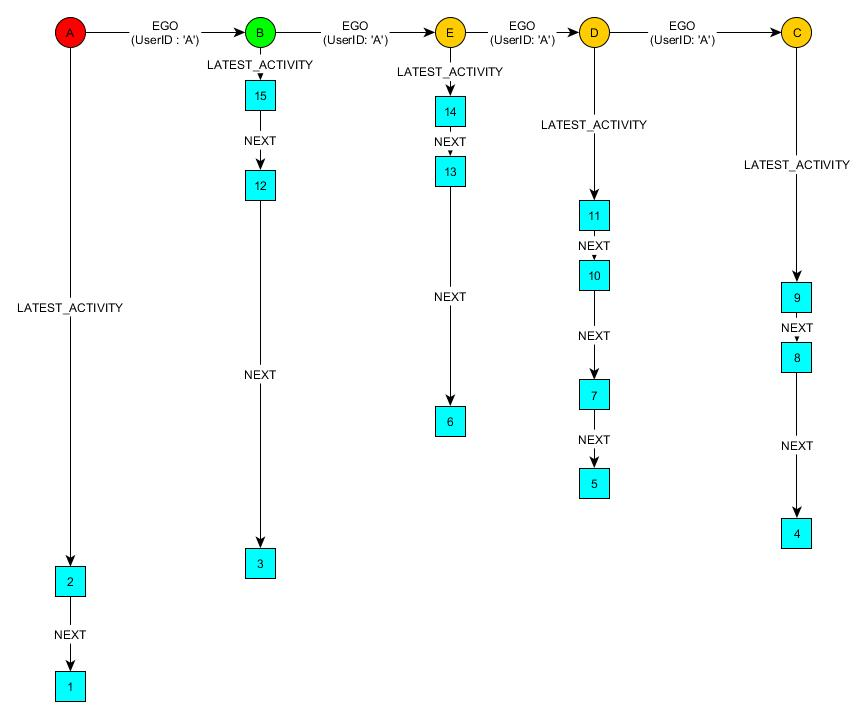 A
EGO
(UserID : 'A')
B
EGO
(UserID: 'A')
E
EGO
(UserID: 'A')
D
EGO
(UserID: 'A')
C
LATEST_ACTIVITY
LATEST_ACTIVITY
15
14
LATEST_ACTIVITY
NEXT
NEXT
LATEST_ACTIVITY
13
12
11
NEXT
10
NEXT
9
LATEST_ACTIVITY
NEXT
NEXT
8
NEXT
7
6
NEXT
NEXT
5
4
3
2
NEXT
1